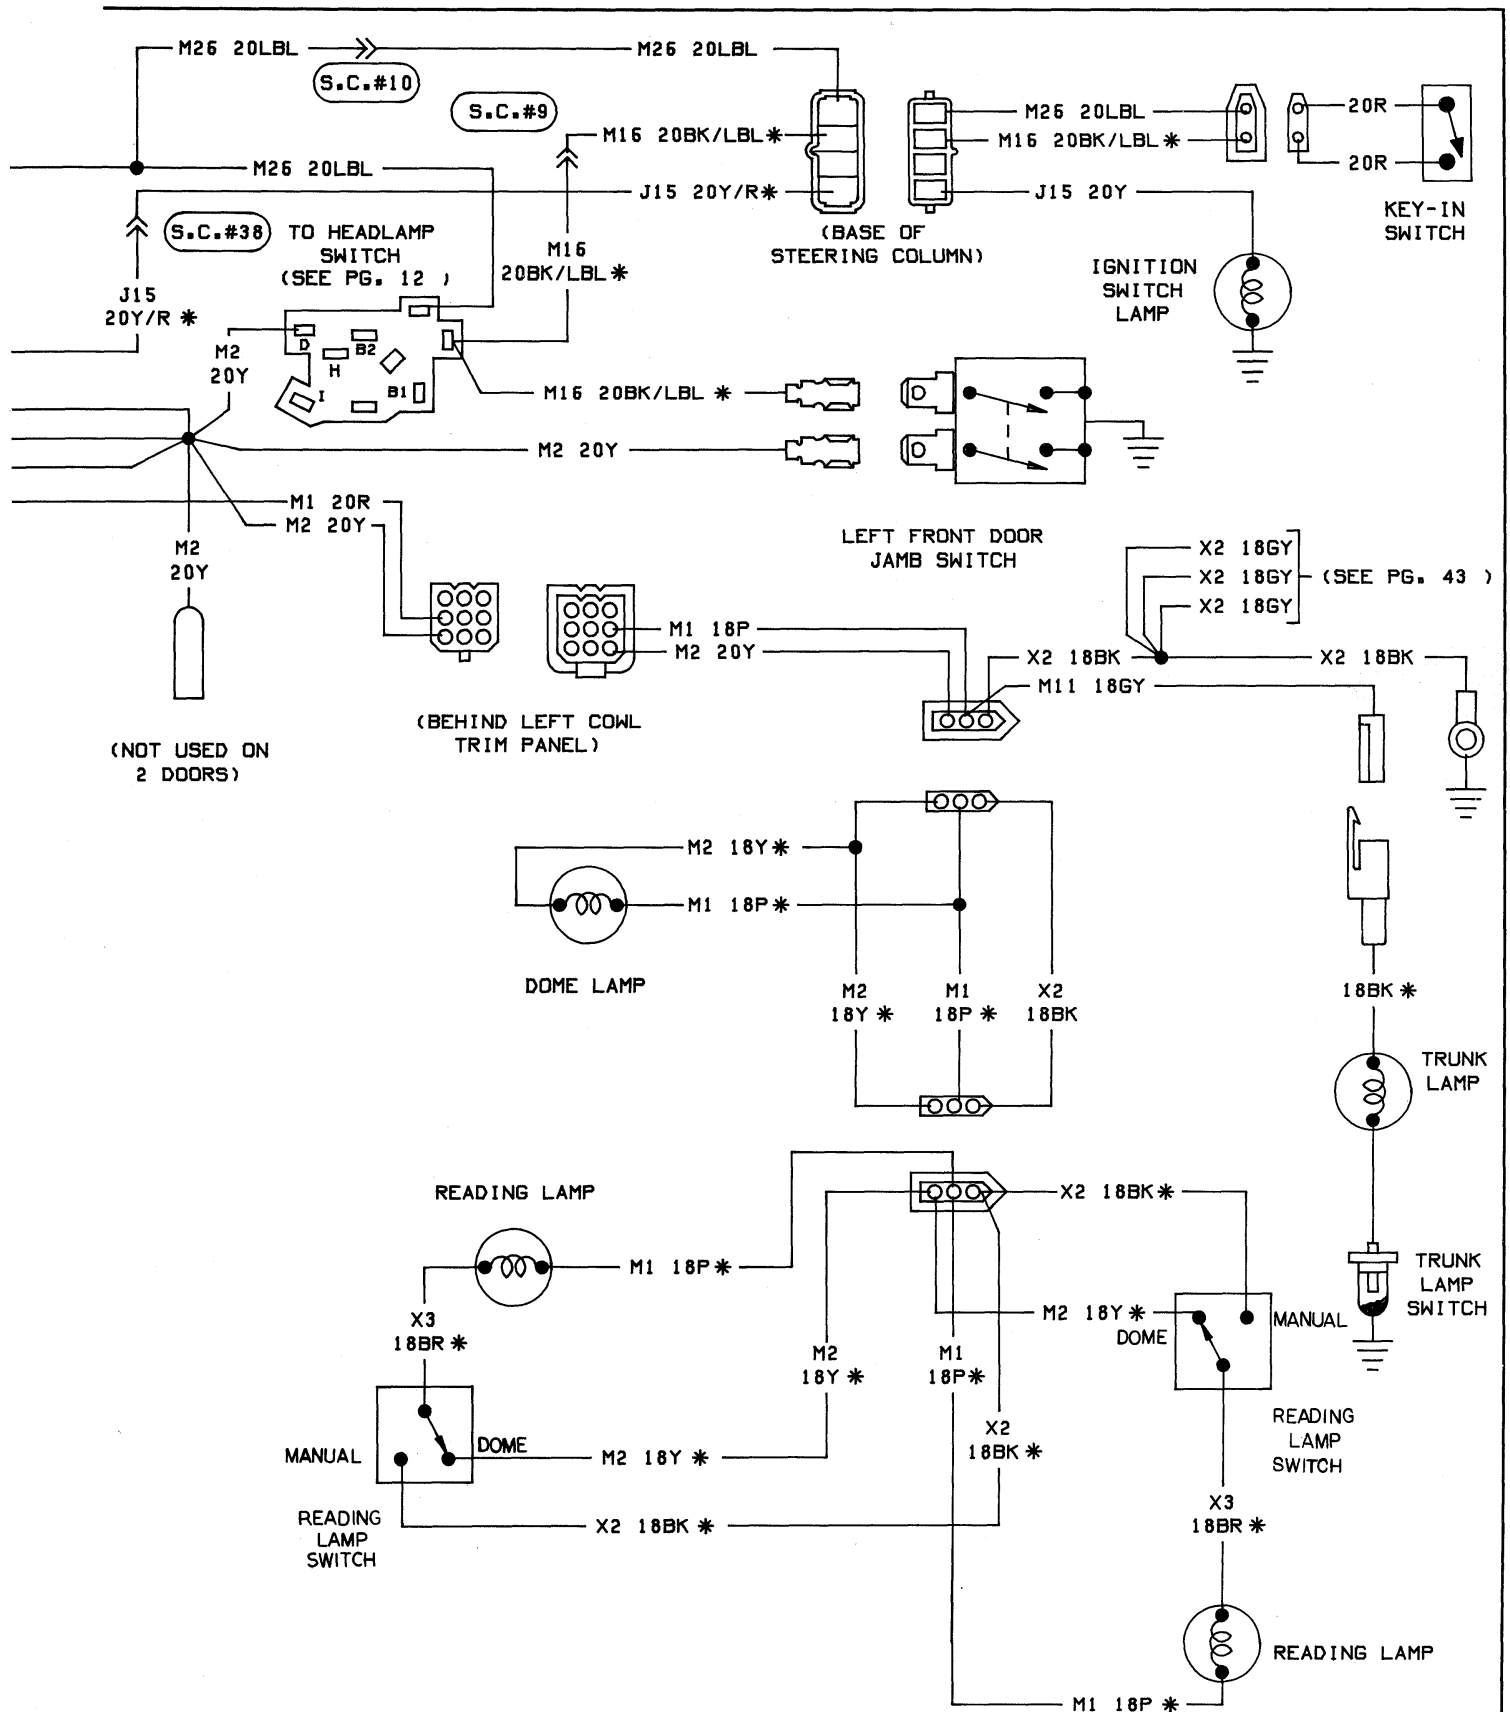 M26 20LBL
M26 20LBL
S.C.#10
S.C.#9
M16 20BK/LBL*
M26 20LBL
M16 20BK/LBL*
20R
20R
M26 20LBL
J15 20Y/R*
J15 20Y
KEY-IN
SWITCH
S.C.#38
TO HEADLAMP
SWITCH
(SEE PG. 12 )
M16
20BK/LBL*
(BASE OF
STEERING COLUMN)
IGNITION
SWITCH
LAMP
J15
20Y/R *
M2
20Y
D
B2
H
I
B1
M16 20BK/LBL *
M2 20Y
M1 20R
M2 20Y
LEFT FRONT DOOR
JAMB SWITCH
M2
20Y
X2 18GY
X2 18GY
X2 18GY
(SEE PG. 43 )
M1 18P
M2 20Y
X2 18BK
X2 18BK
M11 18GY
(BEHIND LEFT COWL
TRIM PANEL)
(NOT USED ON
2 DOORS)
M2 18Y*
M1 18P*
DOME LAMP
M2
18Y *
M1
18P *
X2
18BK
18BK *
TRUNK
LAMP
READING LAMP
X2 18BK*
M1 18P*
TRUNK
LAMP
SWITCH
X3
18BR *
M2 18Y *
DOME
MANUAL
M2
18Y *
M1
18P*
READING
LAMP
SWITCH
X2
18BK *
MANUAL
DOME
M2 18Y *
X2 18BK *
READING
LAMP
SWITCH
X3
18BR *
READING LAMP
M1 18P *